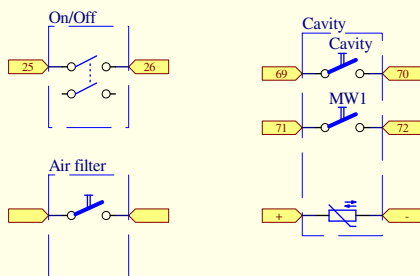 On/Off
25 26
Air filter
Cavity
Cavity
69 70
MW1
71 72
+ -